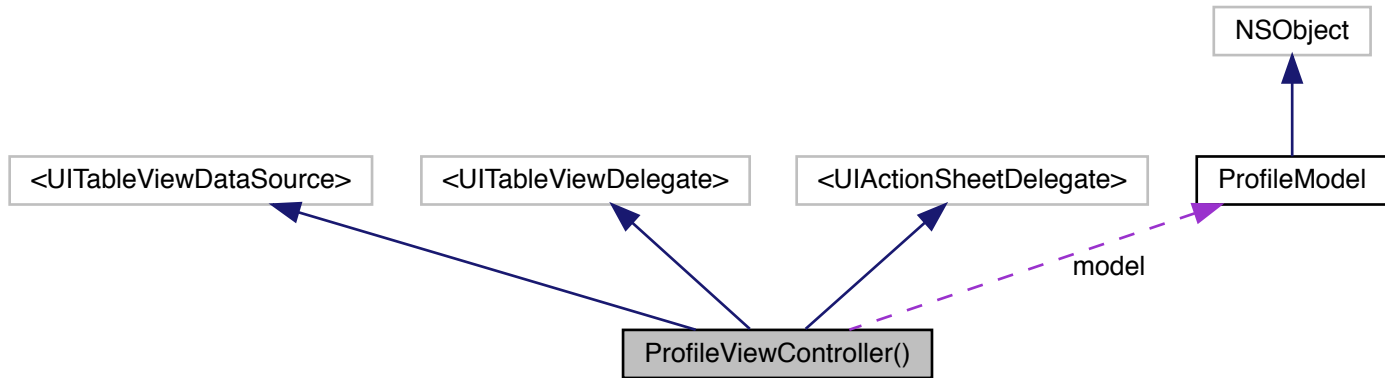 NSObject
<UITableViewDataSource>
<UITableViewDelegate>
<UIActionSheetDelegate>
ProfileModel
model
ProfileViewController()